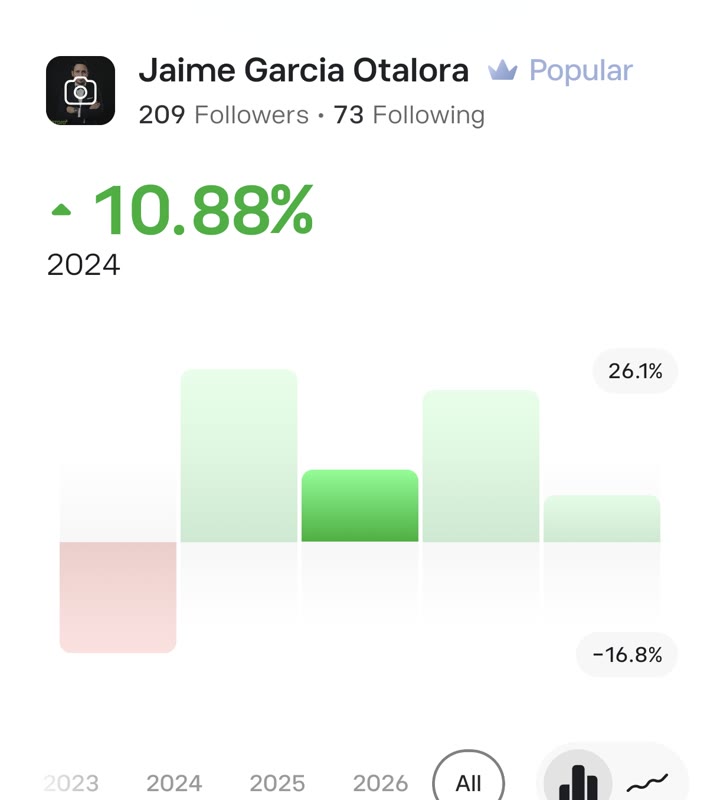 Jaime Garcia Otalora Popular
209 Followers • 73 Following
10.88%
2024
26.1%
−16.8%
2023 2024 2025 2026 All